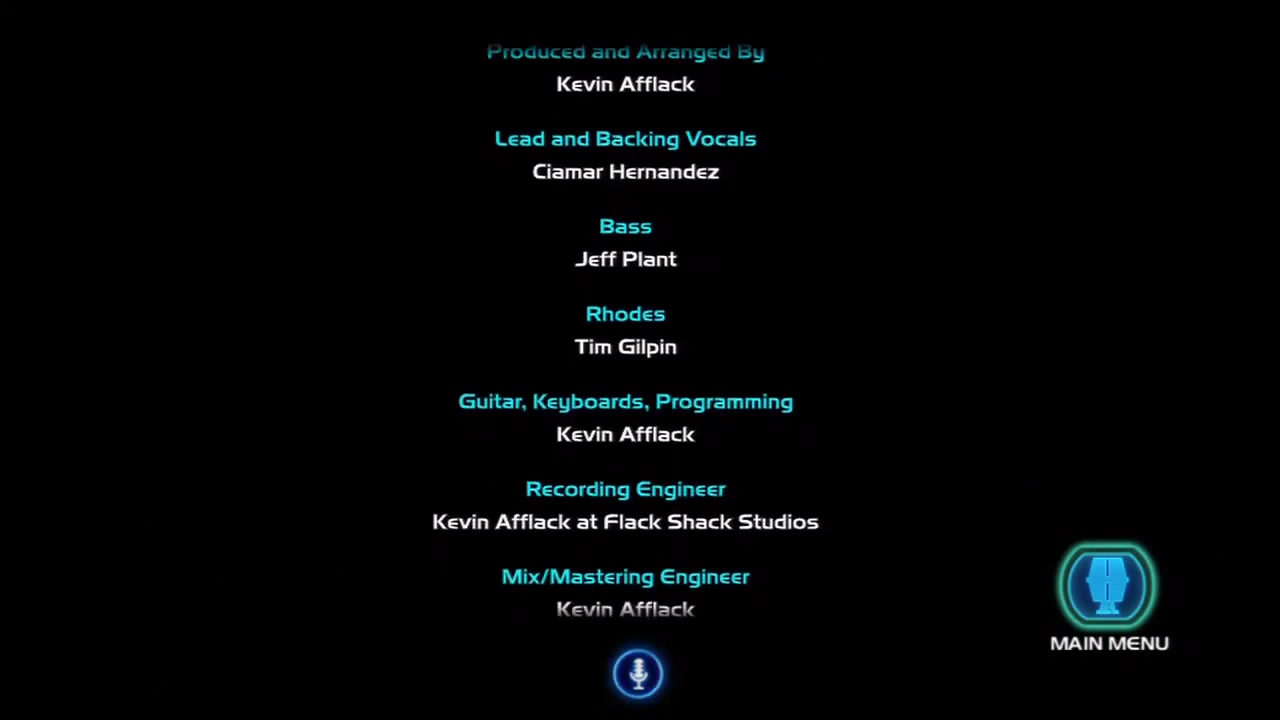 Produced and Arranged By
Kevin Afflack
Lead and Backing Vocals
Ciamar Hernandez
Bass
Jeff Plant
Rhodes
Tim Gilpin
Guitar, Keyboards, Programming
Kevin Afflack
Recording Engineer
Kevin Afflack at Flack Shack Studios
Mix/Mastering Engineer
Kevin Afflack
MAIN MENU